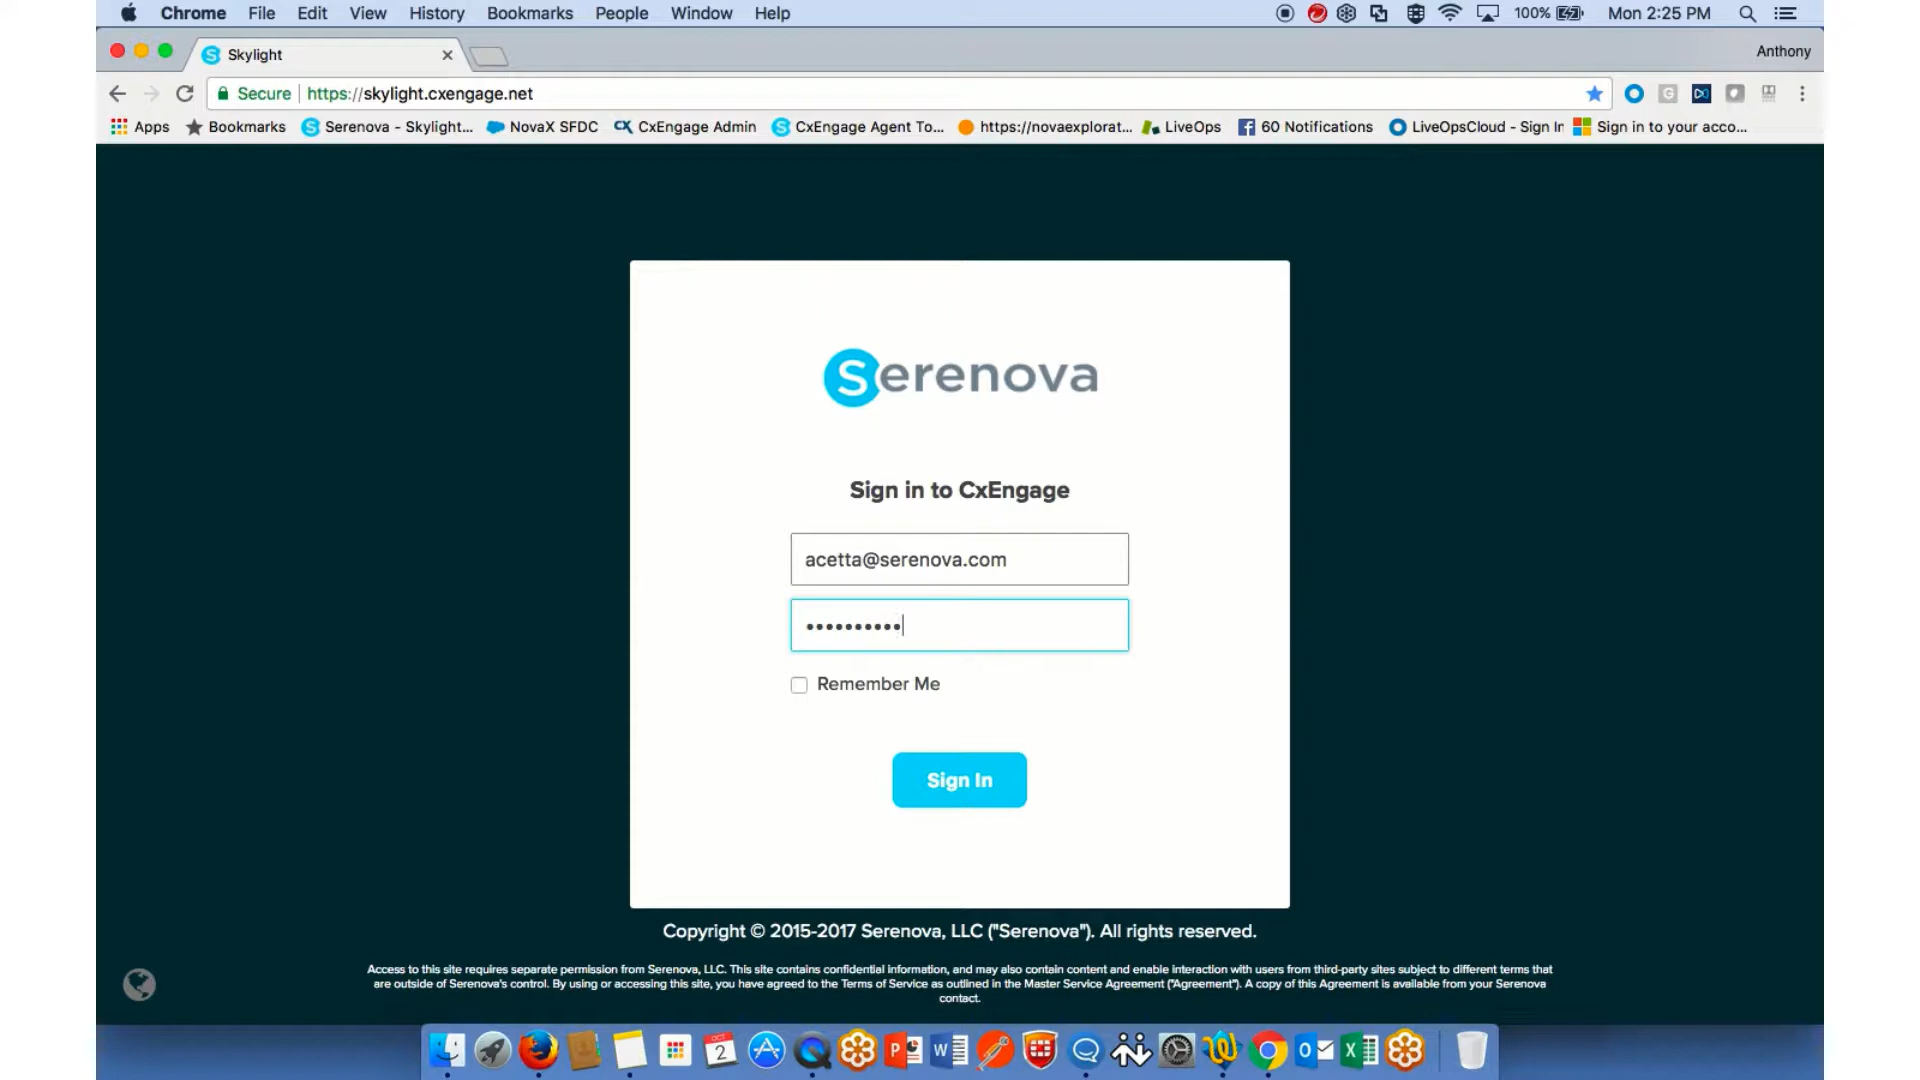 Chrome File Edit View History Bookmarks People Window Help 100% Mon 2:25 PM
Skylight Anthony
Secure https://skylight.cxengage.net
Apps Bookmarks Serenova - Skylight... NovaX SFDC CxEngage Admin CxEngage Agent To... https://novaexplorat... LiveOps 60 Notifications LiveOpsCloud - Sign In Sign in to your acco...
Serenova
Sign in to CxEngage
acetta@serenova.com
Remember Me
Sign In
Copyright © 2015-2017 Serenova, LLC ("Serenova"). All rights reserved.
Access to this site requires separate permission from Serenova, LLC. This site contains confidential information, and may also contain content and enable interaction with users from third-party sites subject to different terms that
are outside of Serenova's control. By using or accessing this site, you have agreed to the Terms of Service as outlined in the Master Service Agreement ("Agreement"). A copy of this Agreement is available from your Serenova
contact.
OCT
2